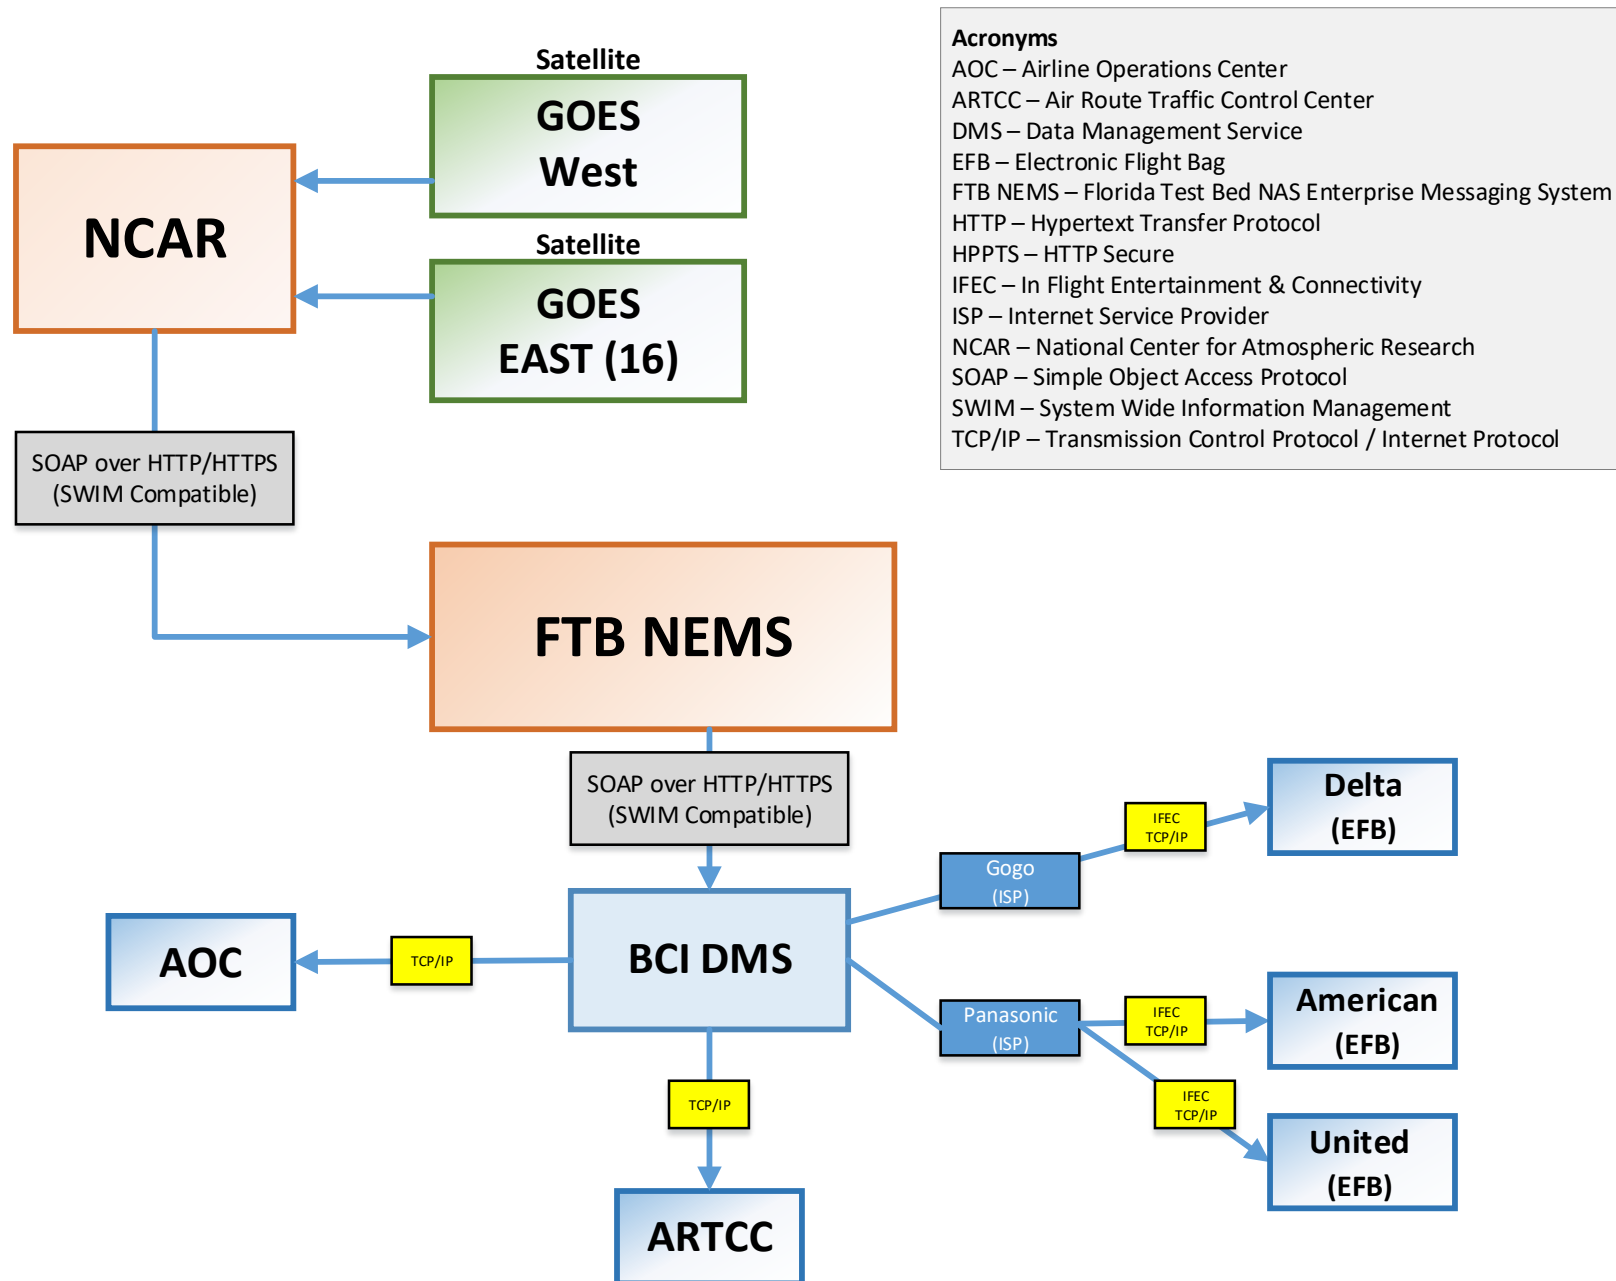 Satellite
GOES
West
NCAR
Satellite
GOES
EAST (16)
Acronyms
AOC – Airline Operations Center
ARTCC – Air Route Traffic Control Center
DMS – Data Management Service
EFB – Electronic Flight Bag
FTB NEMS – Florida Test Bed NAS Enterprise Messaging System
HTTP – Hypertext Transfer Protocol
HPPTS – HTTP Secure
IFEC – In Flight Entertainment & Connectivity
ISP – Internet Service Provider
NCAR – National Center for Atmospheric Research
SOAP – Simple Object Access Protocol
SWIM – System Wide Information Management
TCP/IP – Transmission Control Protocol / Internet Protocol
SOAP over HTTP/HTTPS
(SWIM Compatible)
FTB NEMS
SOAP over HTTP/HTTPS
(SWIM Compatible)
AOC
TCP/IP
BCI DMS
Gogo
(ISP)
IFEC
TCP/IP
Delta
(EFB)
Panasonic
(ISP)
IFEC
TCP/IP
American
(EFB)
IFEC
TCP/IP
United
(EFB)
TCP/IP
ARTCC